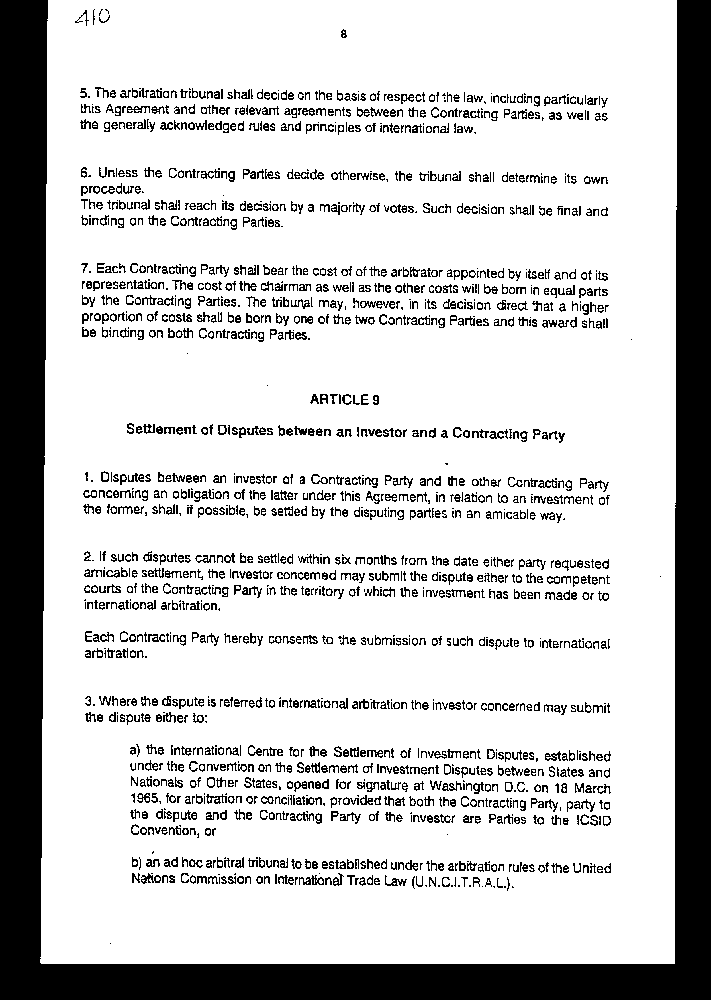 410
8
5. The arbitration tribunal shall decide on the basis of respect of the law, including particularly
this Agreement and other relevant agreements between the Contracting Parties, as well as
the generally acknowledged rules and principles of international law.
6. Unless the Contracting Parties decide otherwise, the tribunal shall determine its own
procedure.
The tribunal shall reach its decision by a majority of votes. Such decision shall be final and
binding on the Contracting Parties.
7. Each Contracting Party shall bear the cost of of the arbitrator appointed by itself and of its
representation. The cost of the chairman as well as the other costs will be born in equal parts
by the Contracting Parties. The tribunal may, however, in its decision direct that a higher
proportion of costs shall be born by one of the two Contracting Parties and this award shall
be binding on both Contracting Parties.
ARTICLE 9
Settlement of Disputes between an Investor and a Contracting Party
1. Disputes between an investor of a Contracting Party and the other Contracting Party
concerning an obligation of the latter under this Agreement, in relation to an investment of
the former, shall, if possible, be settled by the disputing parties in an amicable way.
2. If such disputes cannot be settled within six months from the date either party requested
amicable settlement, the investor concerned may submit the dispute either to the competent
courts of the Contracting Party in the territory of which the investment has been made or to
international arbitration.
Each Contracting Party hereby consents to the submission of such dispute to international
arbitration.
3. Where the dispute is referred to international arbitration the investor concerned may submit
the dispute either to:
a) the International Centre for the Settlement of Investment Disputes, established
under the Convention on the Settlement of Investment Disputes between States and
Nationals of Other States, opened for signature at Washington D.C. on 18 March
1965, for arbitration or conciliation, provided that both the Contracting Party, party to
the dispute and the Contracting Party of the investor are Parties to the ICSID
Convention, or
b) an ad hoc arbitral tribunal to be established under the arbitration rules of the United
Nations Commission on International Trade Law (U.N.C.I.T.R.A.L.).